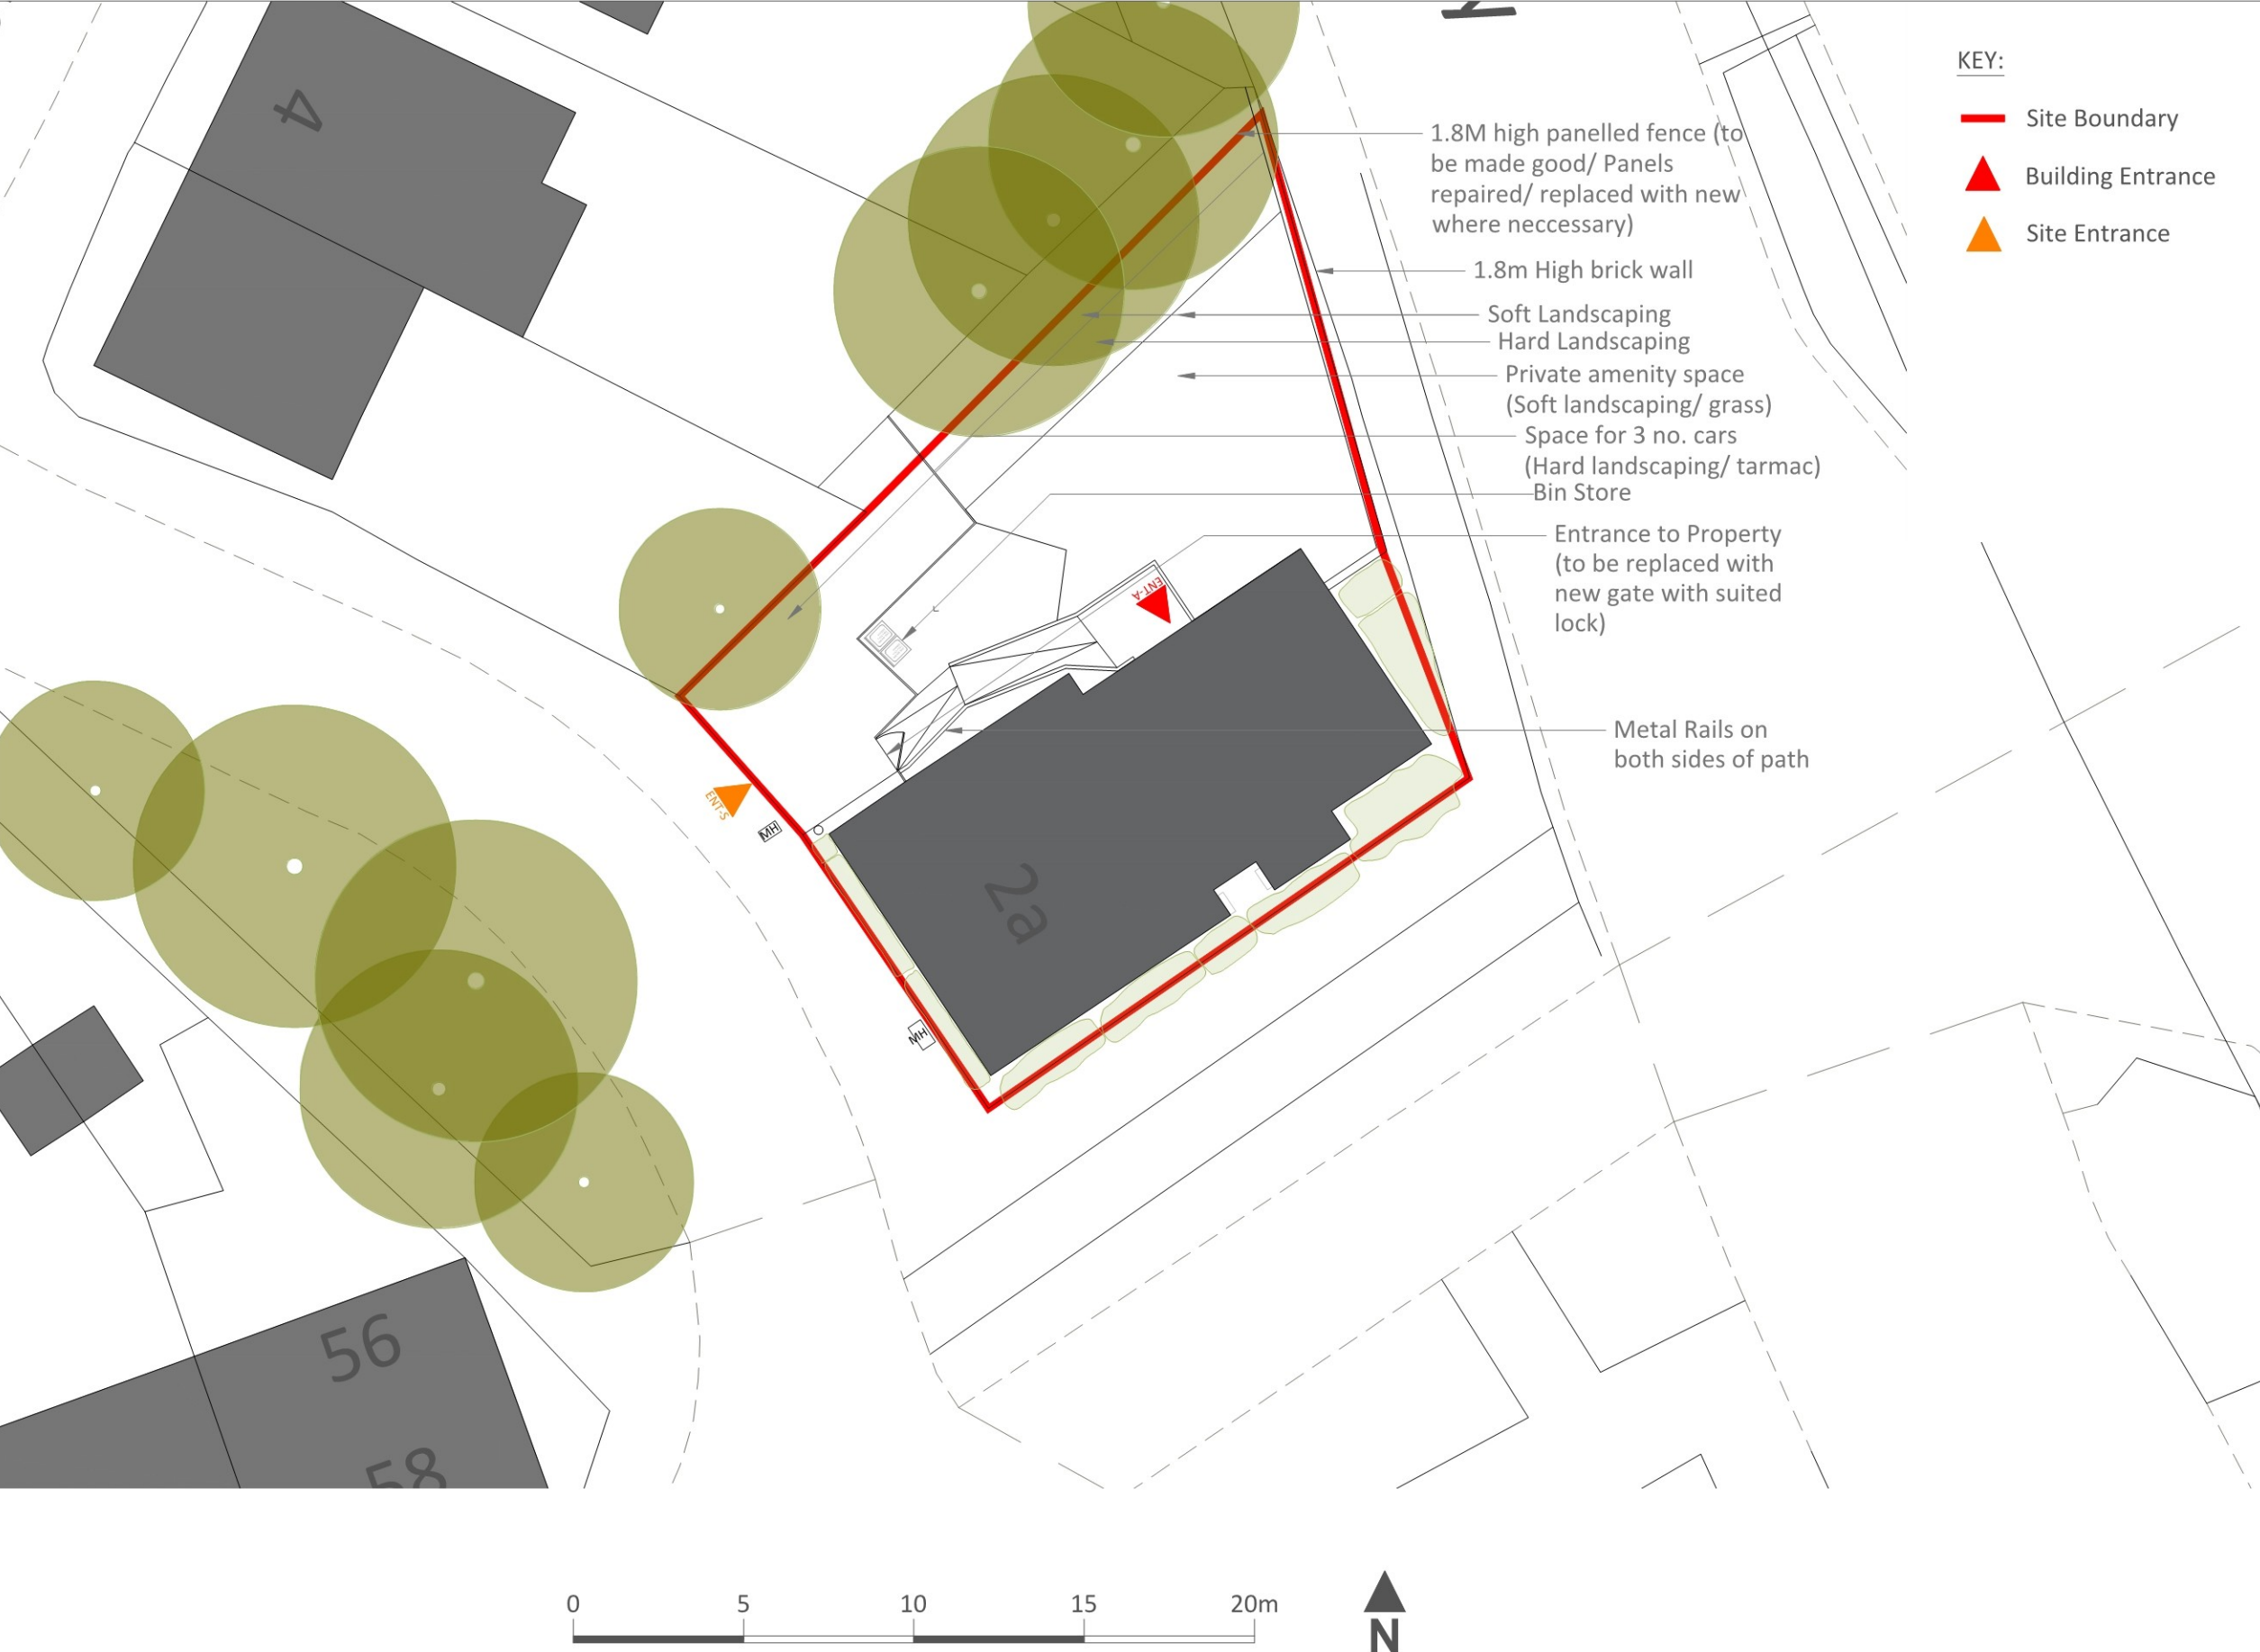 KEY:
Site Boundary
Building Entrance
Site Entrance
1.8M high panelled fence (to
be made good/ Panels
repaired/ replaced with new
where neccessary)
1.8m High brick wall
Soft Landscaping
Hard Landscaping
Private amenity space
(Soft landscaping/ grass)
Space for 3 no. cars
(Hard landscaping/ tarmac)
Bin Store
Entrance to Property
(to be replaced with
new gate with suited
lock)
Metal Rails on
both sides of path
4
ENT-A
ENT-S
MH
2a
MH
56
58
0 5 10 15 20m
N